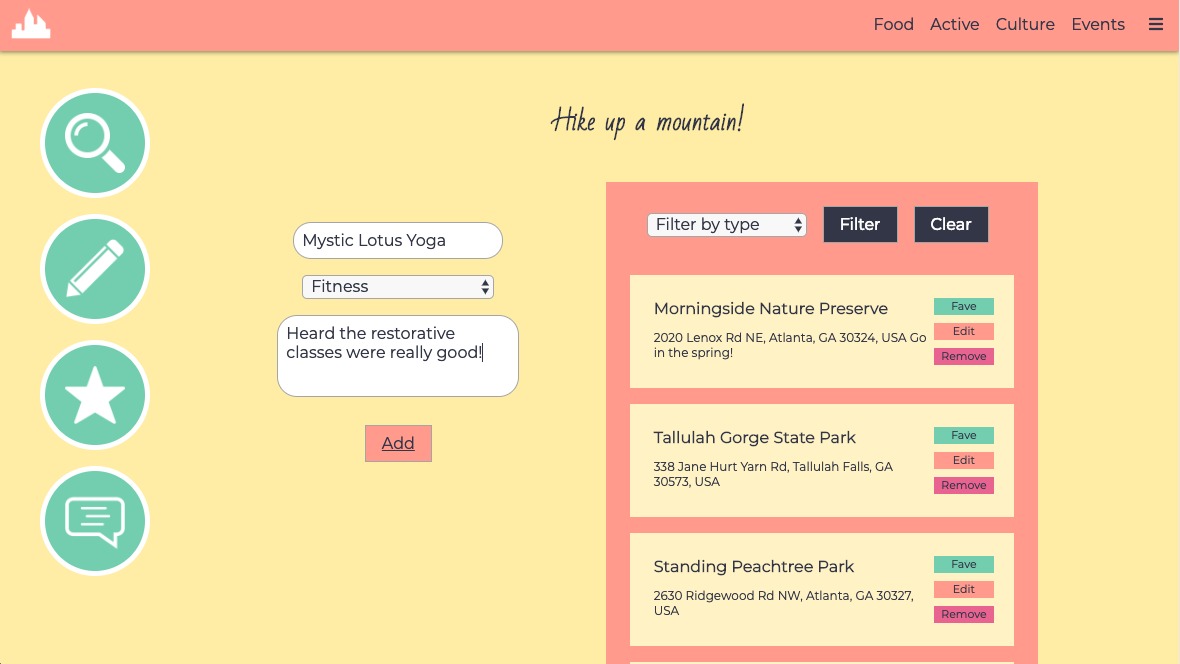 Food Active Culture Events
Hike up a mountain!
Mystic Lotus Yoga
Fitness
Heard the restorative
classes were really good!
Add
Filter by type
Filter
Clear
Morningside Nature Preserve
2020 Lenox Rd NE, Atlanta, GA 30324, USA Go
in the spring!
Fave
Edit
Remove
Tallulah Gorge State Park
338 Jane Hurt Yarn Rd, Tallulah Falls, GA
30573, USA
Fave
Edit
Remove
Standing Peachtree Park
2630 Ridgewood Rd NW, Atlanta, GA 30327,
USA
Fave
Edit
Remove